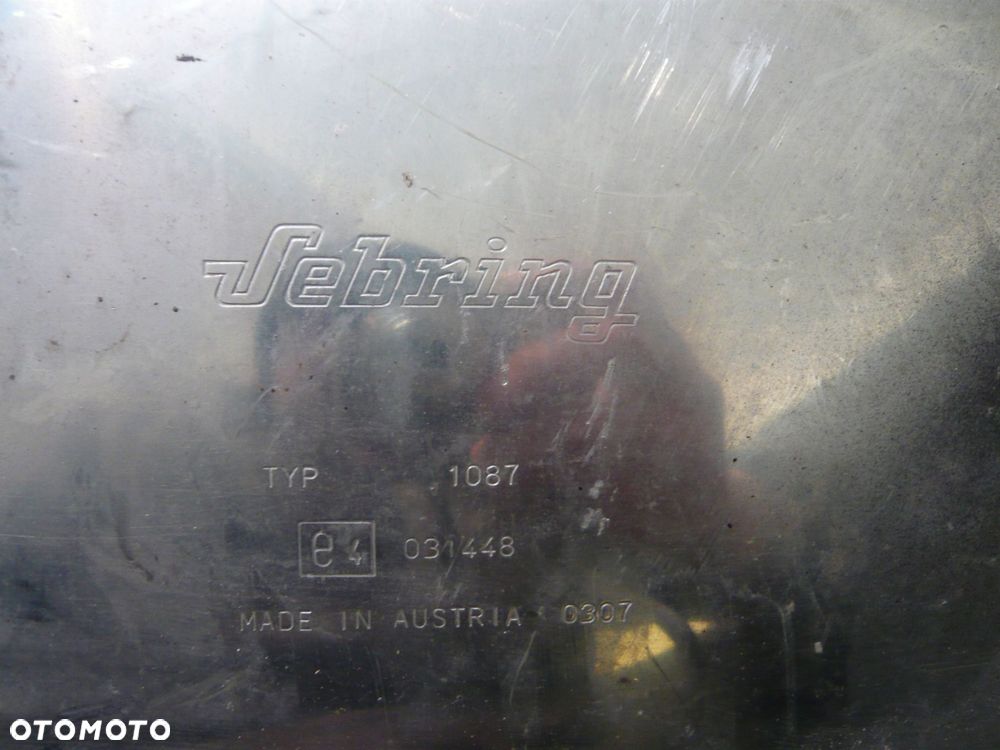 Sebring
TYP 1087
e4 031448
MADE IN AUSTRIA 0307
OTOMOTO